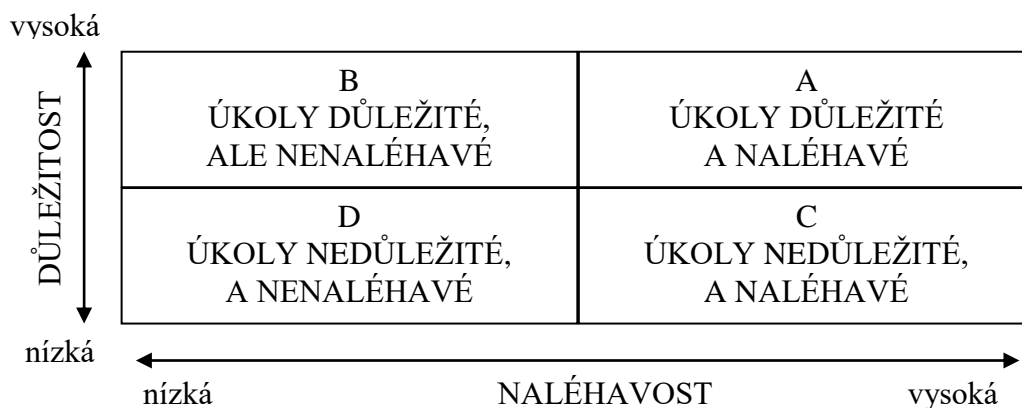 vysoká
DŮLEŽITOST
B
ÚKOLY DŮLEŽITÉ,
ALE NENALÉHAVÉ
A
ÚKOLY DŮLEŽITÉ
A NALÉHAVÉ
D
ÚKOLY NEDŮLEŽITÉ,
A NENALÉHAVÉ
C
ÚKOLY NEDŮLEŽITÉ,
A NALÉHAVÉ
nízká
nízká NALÉHAVOST vysoká